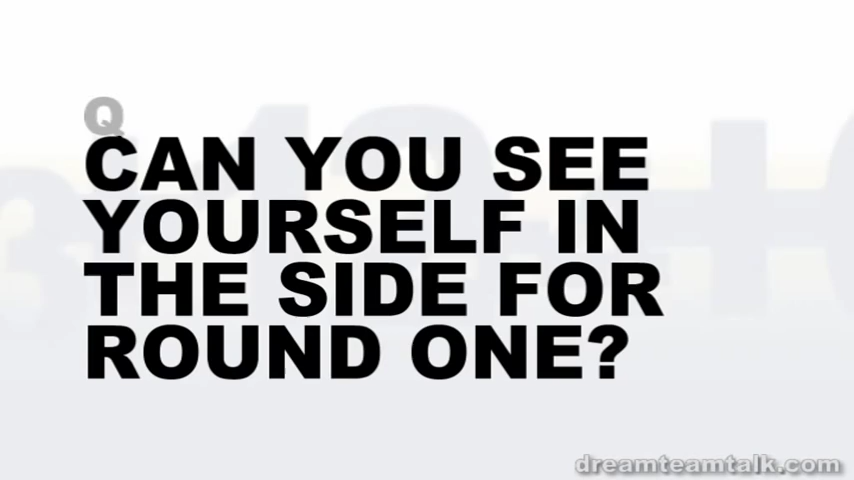 Q
CAN YOU SEE
YOURSELF IN
THE SIDE FOR
ROUND ONE?
dreamteamtalk.com